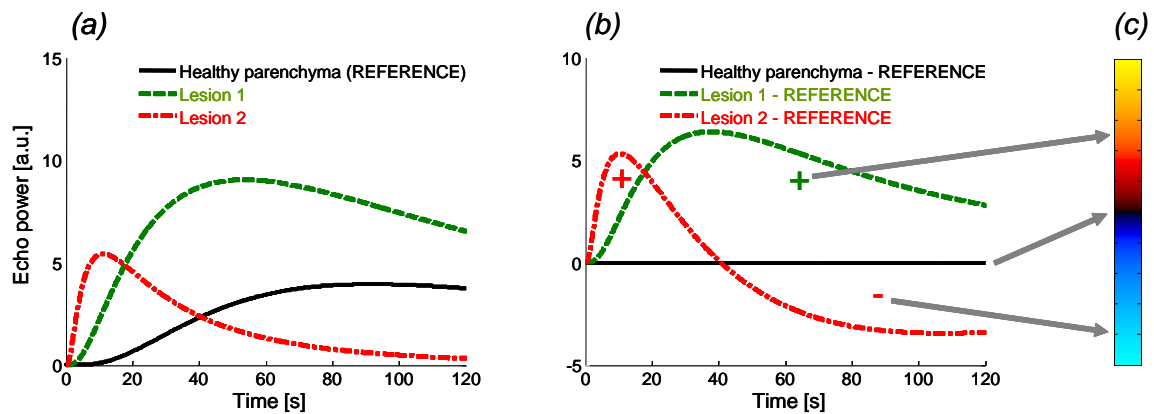 (a)
15
10
5
0
Echo power [a.u.]
Healthy parenchyma (REFERENCE)
Lesion 1
Lesion 2
0 20 40 60 80 100 120
Time [s]
(b)
10
5
0
-5
Healthy parenchyma - REFERENCE
Lesion 1 - REFERENCE
Lesion 2 - REFERENCE
+
+
-
0 20 40 60 80 100 120
Time [s]
(c)